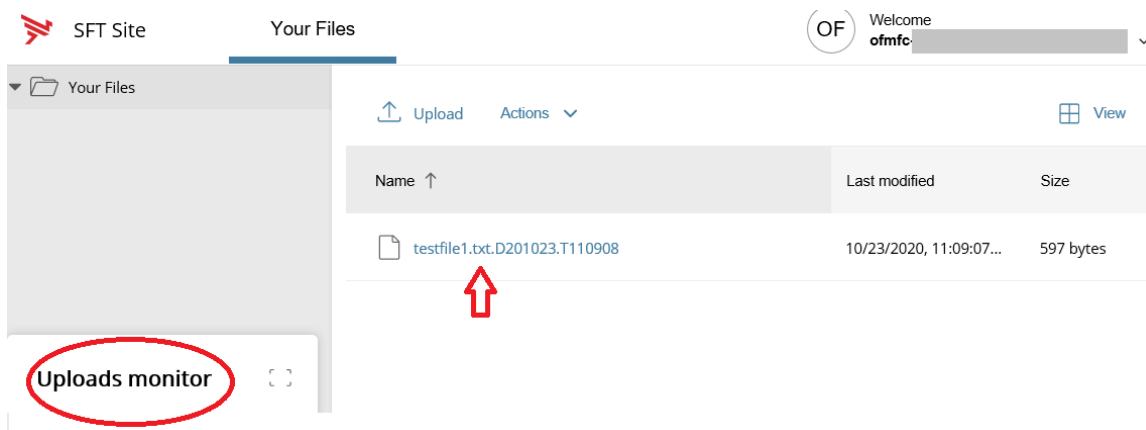 SFT Site
Your Files
OF
Welcome
ofmfc-
Your Files
Upload
Actions
View
Name ↑
Last modified
Size
testfile1.txt.D201023.T110908
10/23/2020, 11:09:07...
597 bytes
Uploads monitor